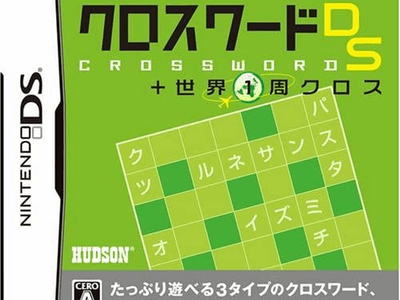 クロスワードDS
CROSSWORDS
+世界1周クロス
NINTENDO DS
TM
パ
クルネサンス
ツタ
イズミ
オチ
HUDSON
CERO
A
たっぷり遊べる3タイプのクロスワード、